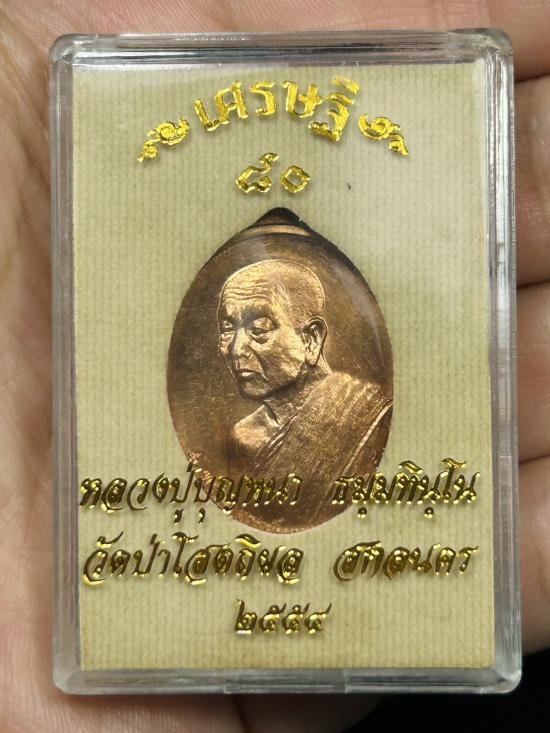 เศรษฐี
๘๐
หลวงปู่บุญหนา ธมฺมทินฺโน
วัดป่าโสตถิผล สกลนคร
๒๕๕๔